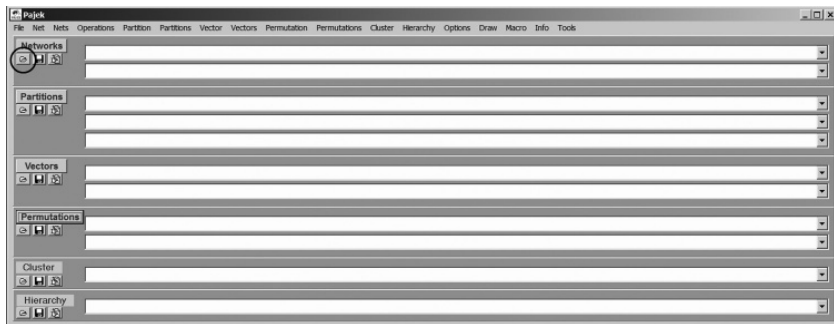 Pajek
File Net Nets Operations Partition Partitions Vector Vectors Permutation Permutations Cluster Hierarchy Options Draw Macro Info Tools
Networks
Partitions
Vectors
Permutations
Cluster
Hierarchy